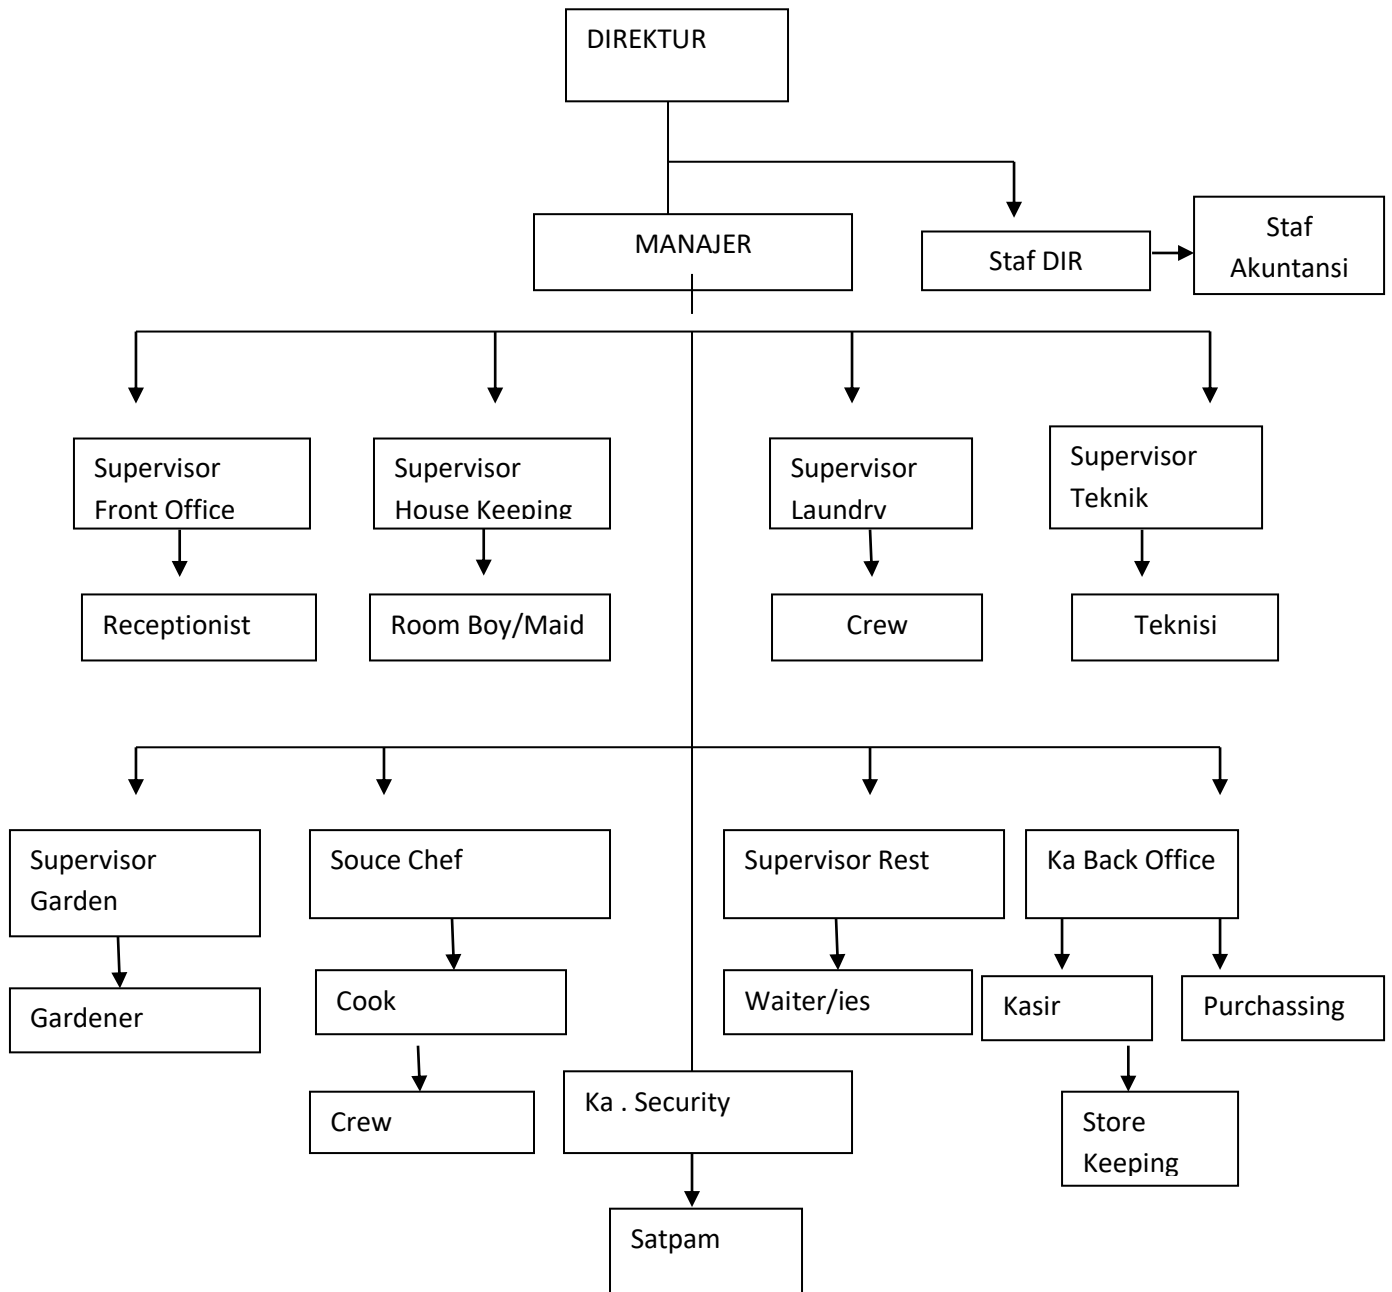 DIREKTUR
MANAJER
Staf DIR
Staf
Akuntansi
Supervisor
Front Office
Supervisor
House Keeping
Supervisor
Laundry
Supervisor
Teknik
Receptionist
Room Boy/Maid
Crew
Teknisi
Supervisor
Garden
Souce Chef
Supervisor Rest
Ka Back Office
Gardener
Cook
Waiter/ies
Kasir
Purchassing
Crew
Ka . Security
Store
Keeping
Satpam